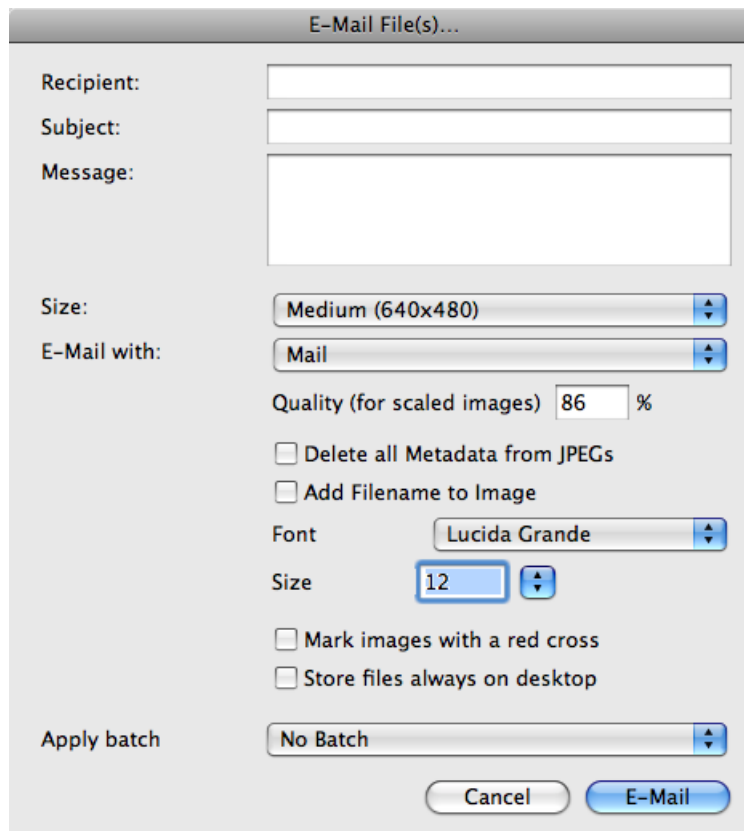 E-Mail File(s)...
Recipient:
Subject:
Message:
Size: Medium (640x480)
E-Mail with: Mail
Quality (for scaled images) 86 %
Delete all Metadata from JPEGs
Add Filename to Image
Font Lucida Grande
Size 12
Mark images with a red cross
Store files always on desktop
Apply batch No Batch
Cancel E-Mail